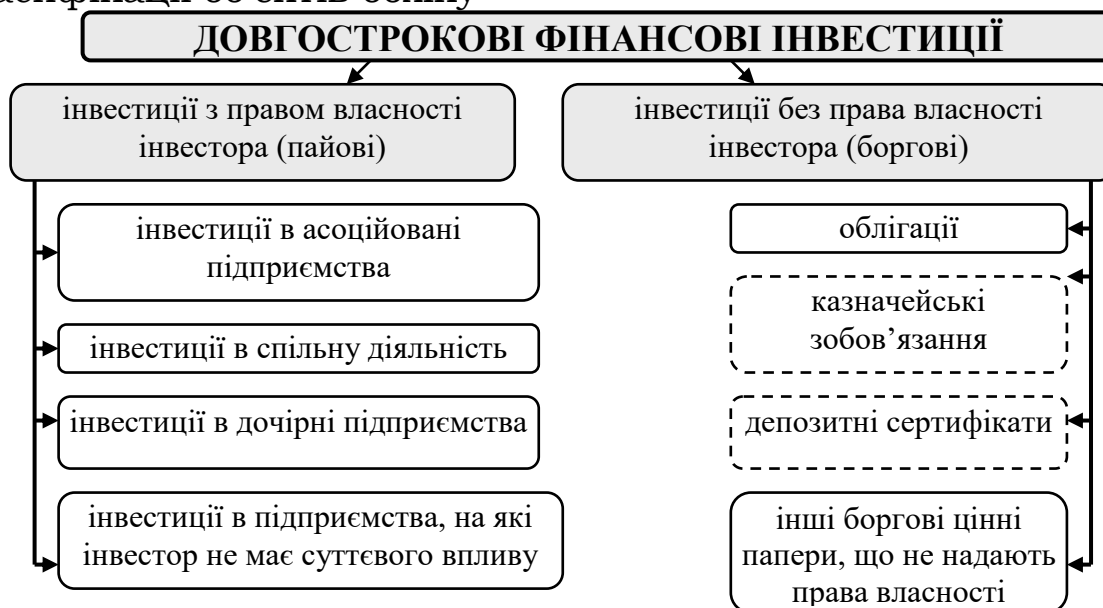 ДОВГОСТРОКОВІ ФІНАНСОВІ ІНВЕСТИЦІЇ
інвестиції з правом власності
інвестора (пайові)
інвестиції в асоційовані
підприємства
інвестиції в спільну діяльність
інвестиції в дочірні підприємства
інвестиції в підприємства, на які
інвестор не має суттєвого впливу
інвестиції без права власності
інвестора (боргові)
облігації
казначейські
зобов’язання
депозитні сертифікати
інші боргові цінні
папери, що не надають
права власності